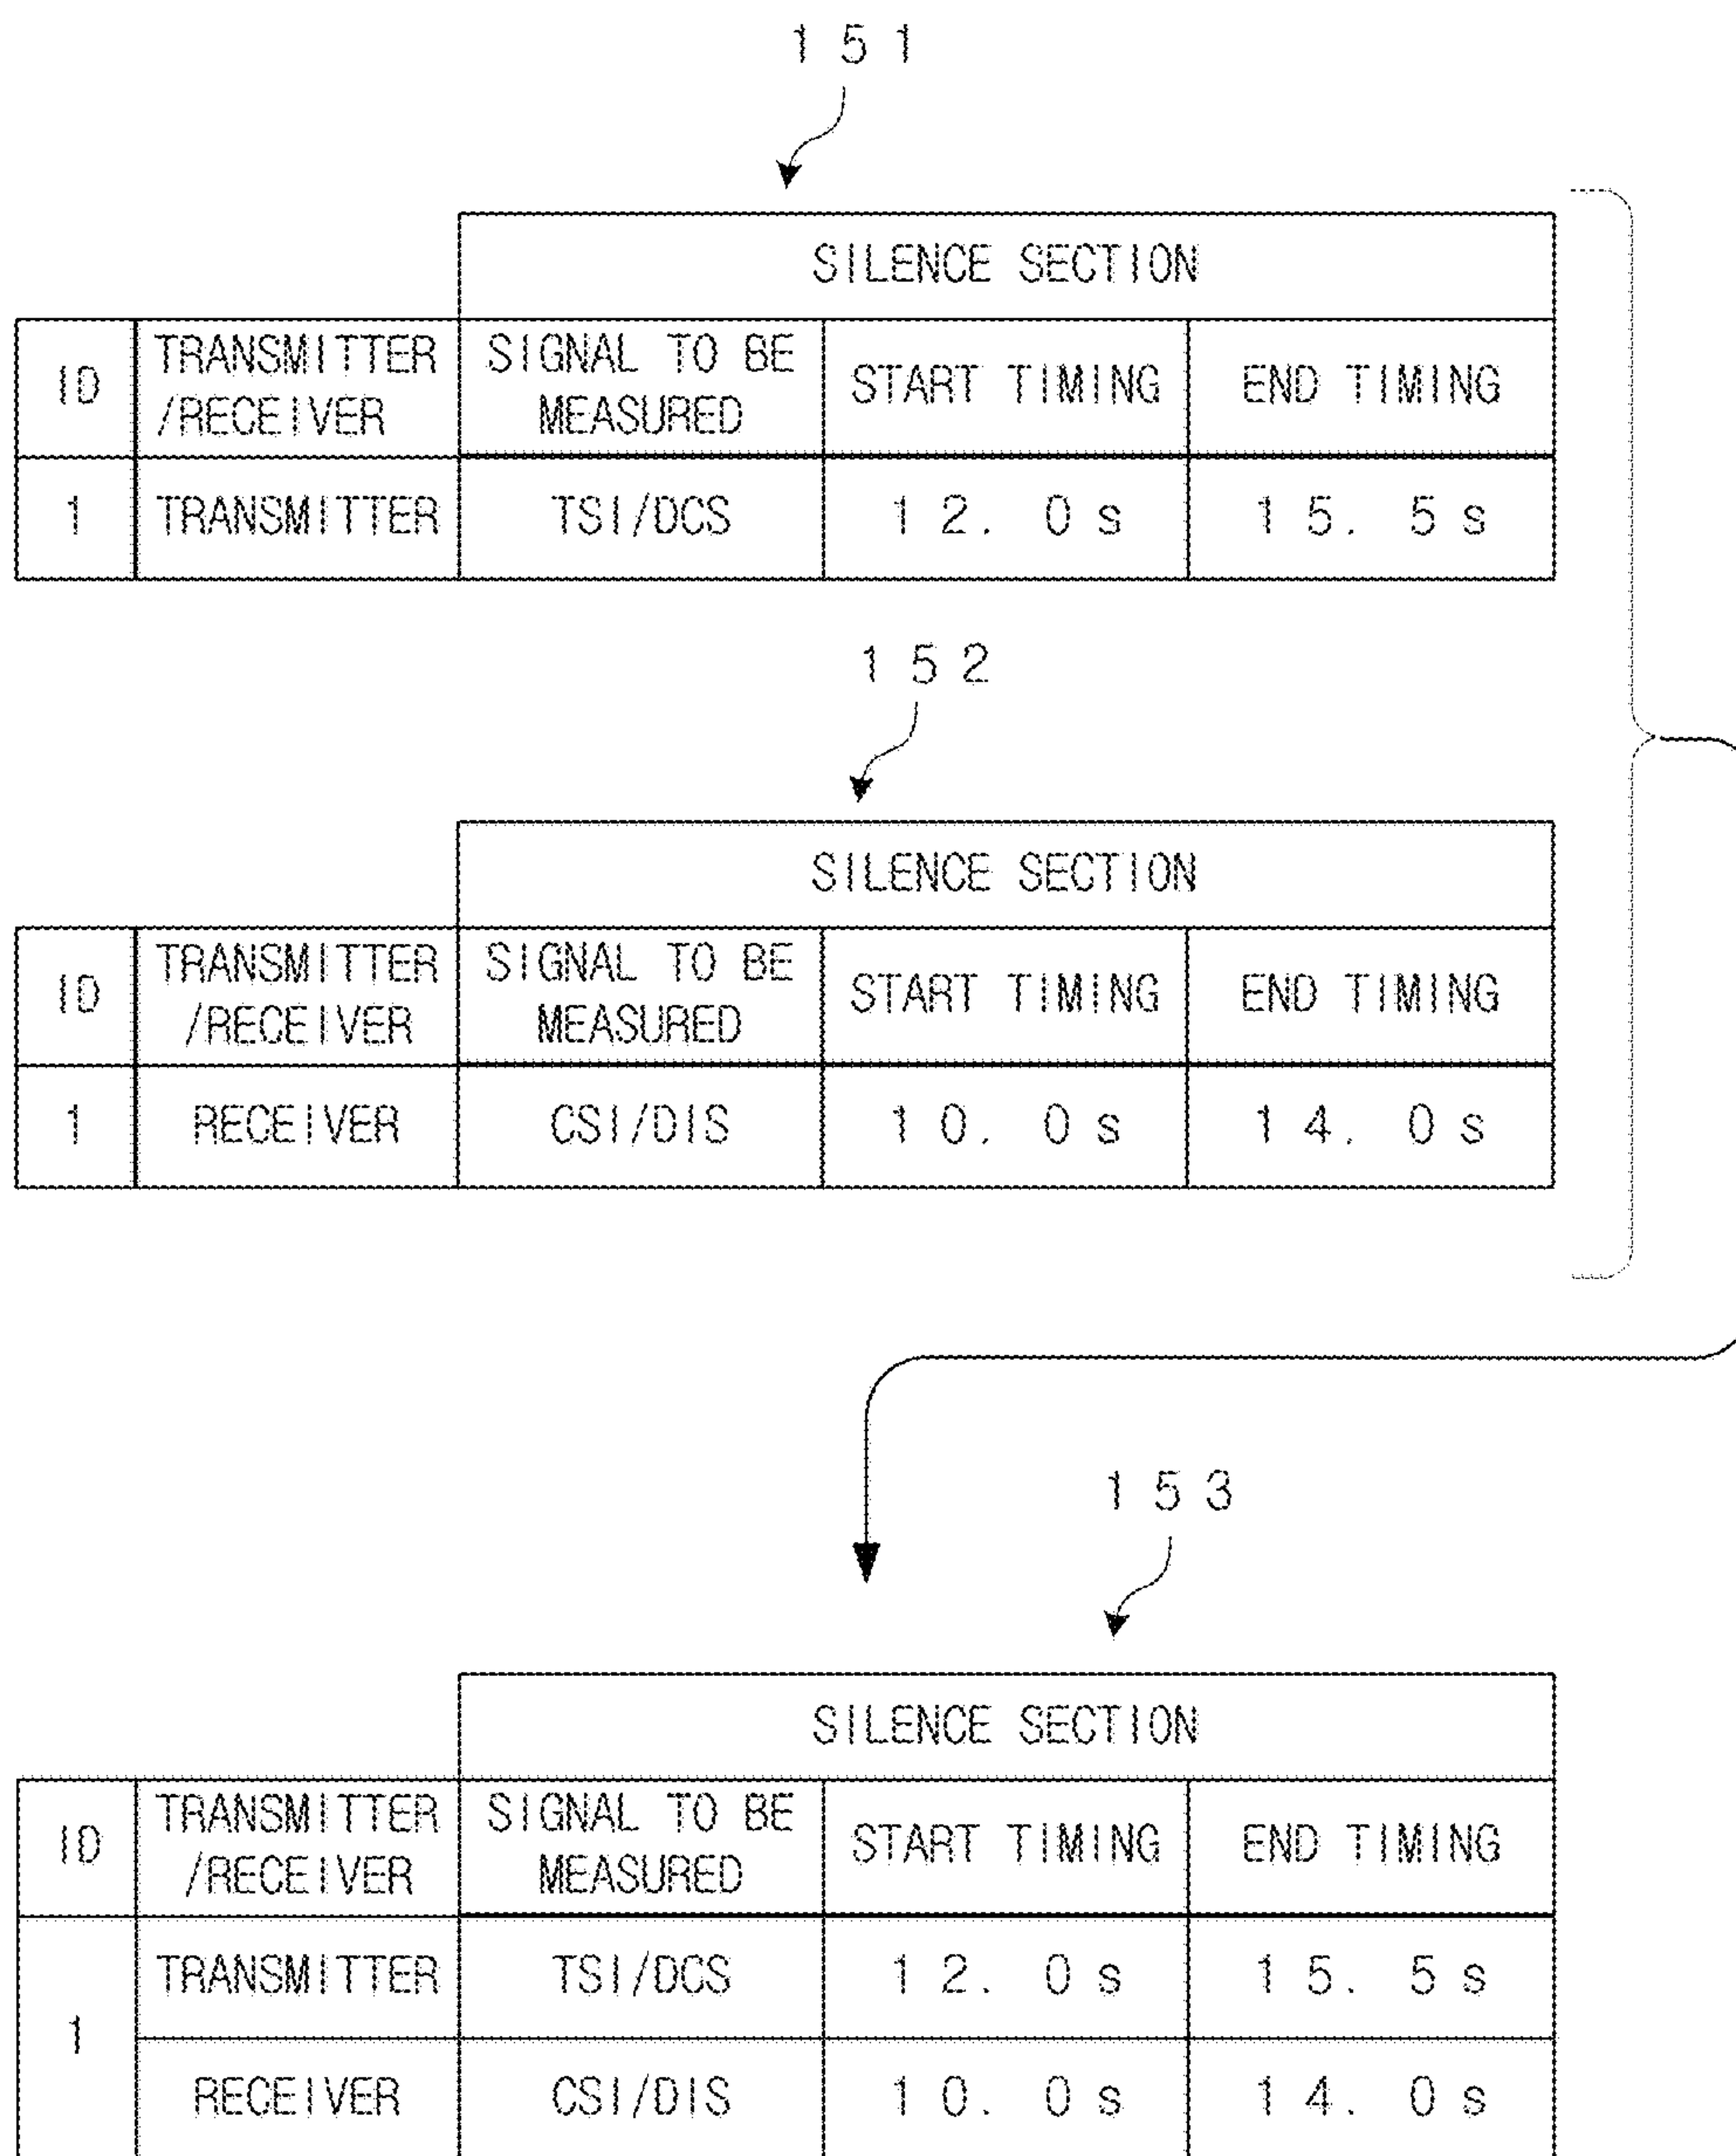 151
SILENCE SECTION
ID
TRANSMITTER
/RECEIVER
SIGNAL TO BE
MEASURED
START TIMING
END TIMING
1
TRANSMITTER
TSI/DCS
12.0s
15.5s
152
SILENCE SECTION
ID
TRANSMITTER
/RECEIVER
SIGNAL TO BE
MEASURED
START TIMING
END TIMING
1
RECEIVER
CSI/DIS
10.0s
14.0s
153
SILENCE SECTION
ID
TRANSMITTER
/RECEIVER
SIGNAL TO BE
MEASURED
START TIMING
END TIMING
1
TRANSMITTER
TSI/DCS
12.0s
15.5s
RECEIVER
CSI/DIS
10.0s
14.0s